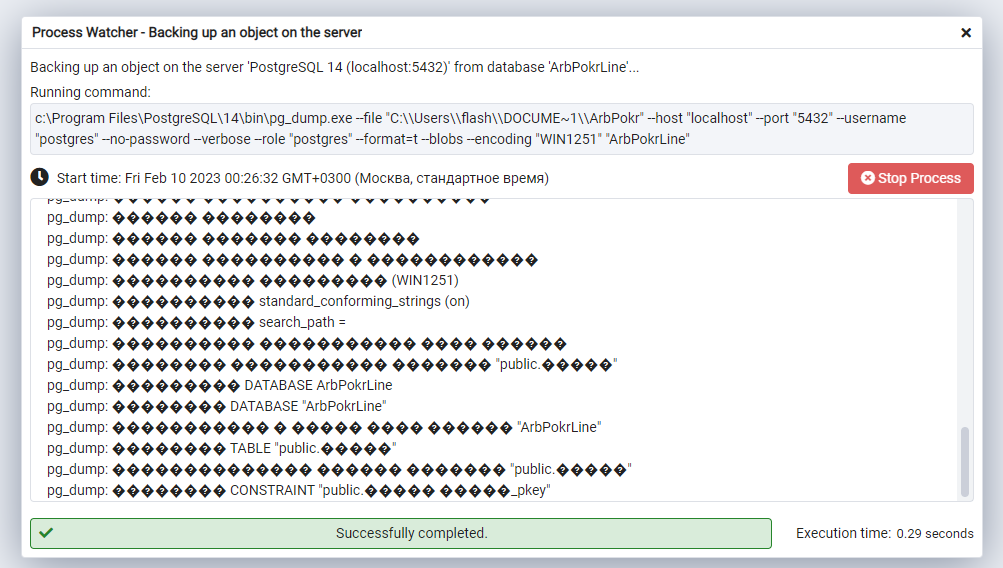 Process Watcher - Backing up an object on the server
Backing up an object on the server 'PostgreSQL 14 (localhost:5432)' from database 'ArbPokrLine'...
Running command:
c:\Program Files\PostgreSQL\14\bin\pg_dump.exe --file "C:\\Users\\flash\\DOCUME~1\\ArbPokr" --host "localhost" --port "5432" --username
"postgres" --no-password --verbose --role "postgres" --format=t --blobs --encoding "WIN1251" "ArbPokrLine"
Start time: Fri Feb 10 2023 00:26:32 GMT+0300 (Москва, стандартное время)
Stop Process
pg_dump: ������ ���������� ����������
pg_dump: ������ ��������
pg_dump: ������ ������� ��������
pg_dump: ������ ���������� � ������������
pg_dump: ���������� ��������� (WIN1251)
pg_dump: ���������� standard_conforming_strings (on)
pg_dump: ���������� search_path =
pg_dump: ���������� ����������� ���� ������
pg_dump: �������� ����������� ������� "public.�����"
pg_dump: ��������� DATABASE ArbPokrLine
pg_dump: �������� DATABASE "ArbPokrLine"
pg_dump: ����������� � ����� ���� ������ "ArbPokrLine"
pg_dump: �������� TABLE "public.�����"
pg_dump: �������������� ������ ������� "public.�����"
pg_dump: �������� CONSTRAINT "public.����� �����_pkey"
Successfully completed.
Execution time: 0.29 seconds